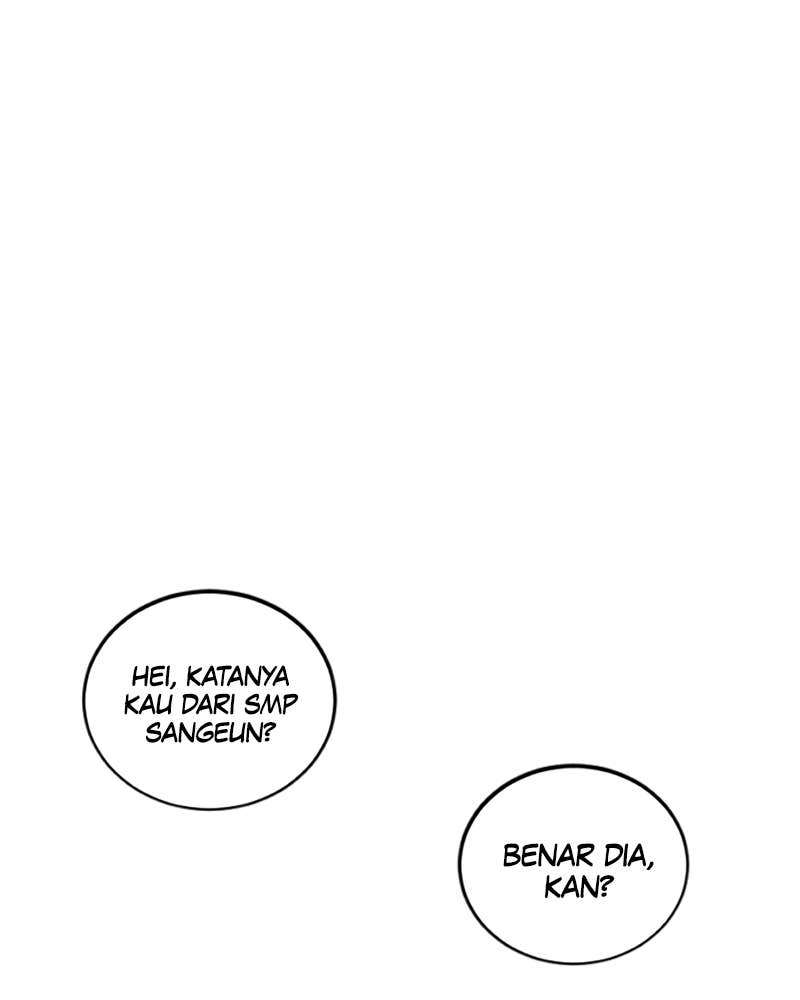 HEI, KATANYA
KAU DARI SMP
SANGEUN?
BENAR DIA,
KAN?